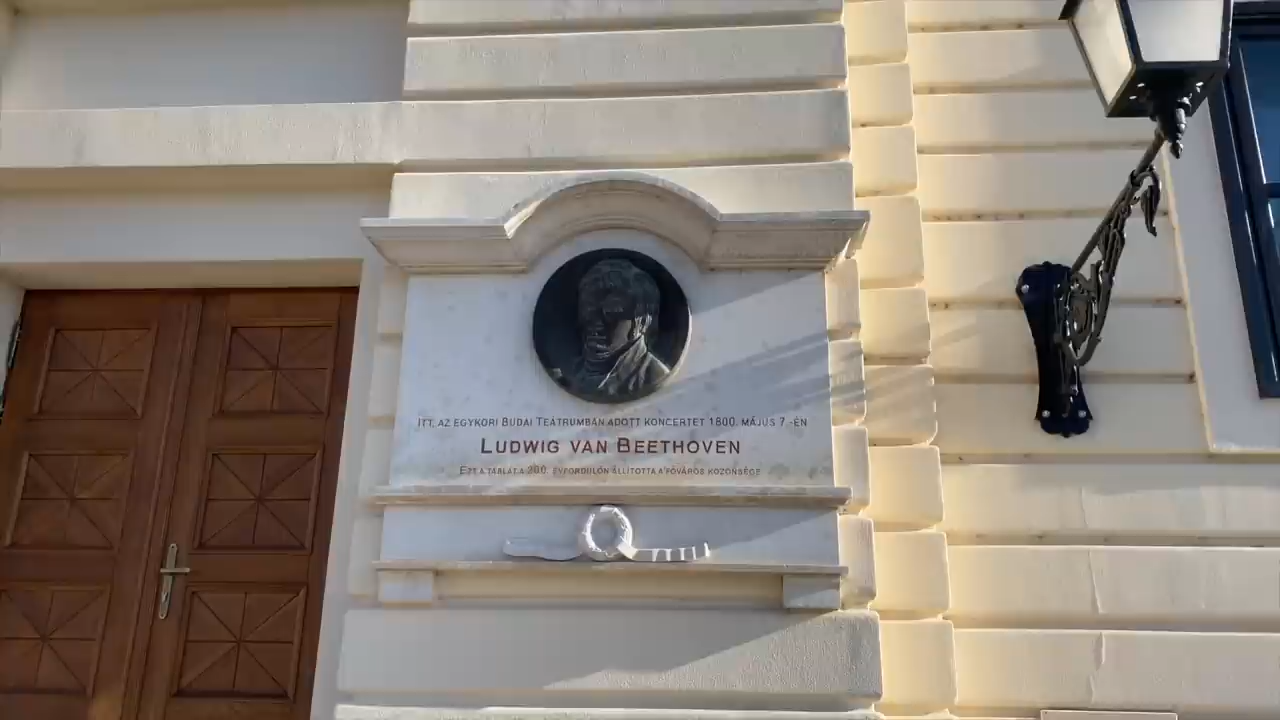 ITT, AZ EGYKORI BUDAI TEÁTRUMBAN ADOTT KONCERTET 1800. MÁJUS 7.-ÉN
LUDWIG VAN BEETHOVEN
EZT A TÁBLÁT A 200. ÉVFORDULÓN ÁLLÍTOTTA A FŐVÁROS KÖZÖNSÉGE